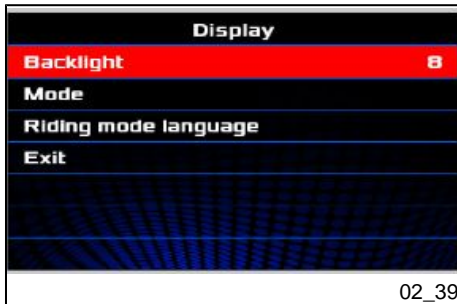 Display
Backlight 8
Mode
Riding mode language
Exit
02_39